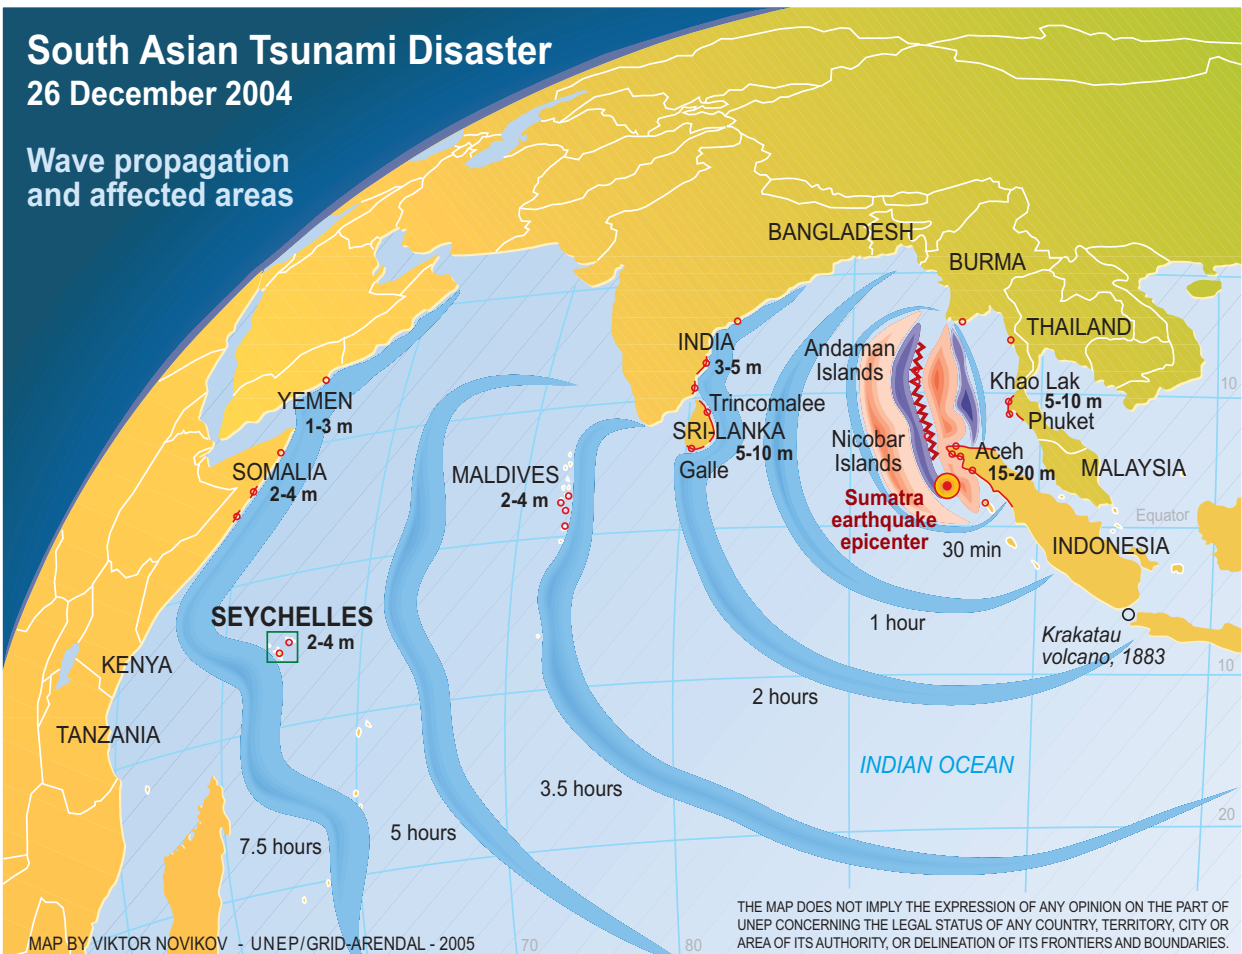 South Asian Tsunami Disaster
26 December 2004
Wave propagation
and affected areas
BANGLADESH
BURMA
THAILAND
INDIA
3-5 m
Andaman
Islands
Khao Lak
5-10 m
Phuket
10
YEMEN
1-3 m
Trincomalee
SRI-LANKA
5-10 m
Galle
Nicobar
Islands
Aceh
15-20 m
MALAYSIA
SOMALIA
2-4 m
MALDIVES
2-4 m
Sumatra
earthquake
epicenter
Equator
30 min
INDONESIA
SEYCHELLES
2-4 m
1 hour
Krakatau
volcano, 1883
KENYA
10
2 hours
TANZANIA
INDIAN OCEAN
3.5 hours
20
5 hours
7.5 hours
THE MAP DOES NOT IMPLY THE EXPRESSION OF ANY OPINION ON THE PART OF
UNEP CONCERNING THE LEGAL STATUS OF ANY COUNTRY, TERRITORY, CITY OR
AREA OF ITS AUTHORITY, OR DELINEATION OF ITS FRONTIERS AND BOUNDARIES.
MAP BY VIKTOR NOVIKOV - UNEP/GRID-ARENDAL - 2005
70
80